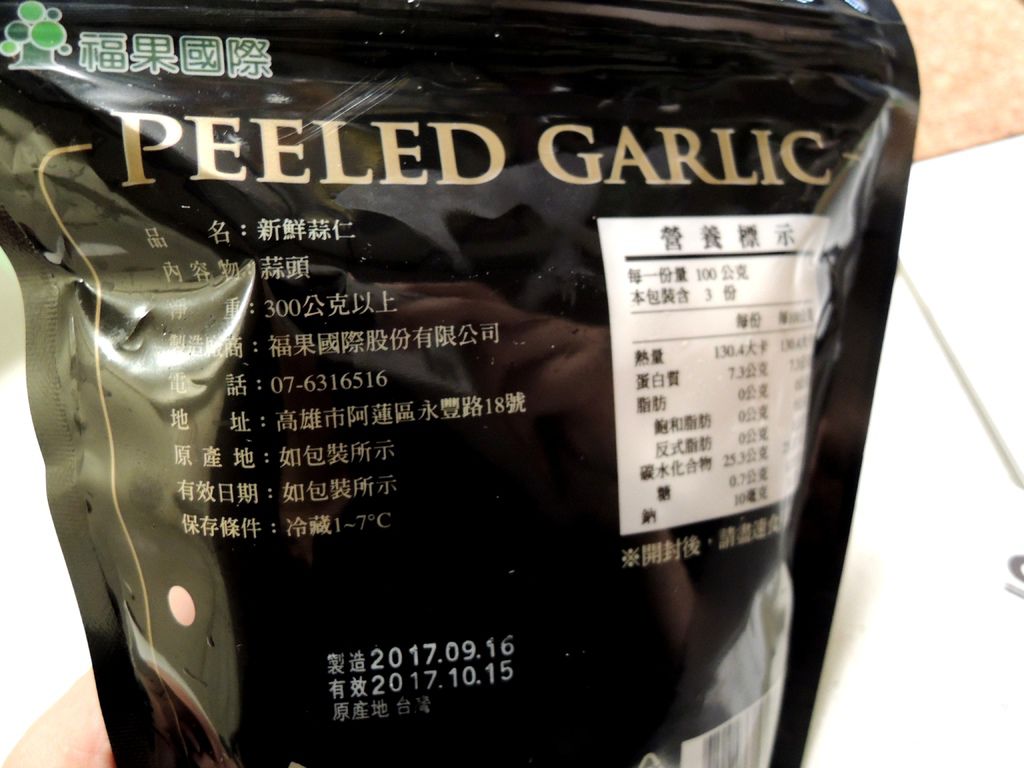 福果國際
PEELED GARLIC
品 名：新鮮蒜仁
內容物：蒜頭
淨 重：300公克以上
製造廠商：福果國際股份有限公司
電 話：07-6316516
地 址：高雄市阿蓮區永豐路18號
原產地：如包裝所示
有效日期：如包裝所示
保存條件：冷藏1~7°C
營養標示
每一份量 100 公克
本包裝含 3 份
每份
熱量 130.4大卡 130.4
蛋白質 7.3公克
脂肪 0公克
飽和脂肪 0公克
反式脂肪 0公克
碳水化合物 25.3公克
糖 0.7公克
鈉 10毫克
※開封後，請盡速
製造2017.09.16
有效2017.10.15
原產地 台灣